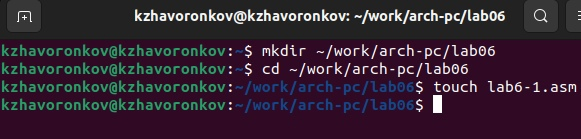 kzhavoronkov@kzhavoronkov: ~/work/arch-pc/lab06
kzhavoronkov@kzhavoronkov:~$ mkdir ~/work/arch-pc/lab06
kzhavoronkov@kzhavoronkov:~$ cd ~/work/arch-pc/lab06
kzhavoronkov@kzhavoronkov:~/work/arch-pc/lab06$ touch lab6-1.asm
kzhavoronkov@kzhavoronkov:~/work/arch-pc/lab06$